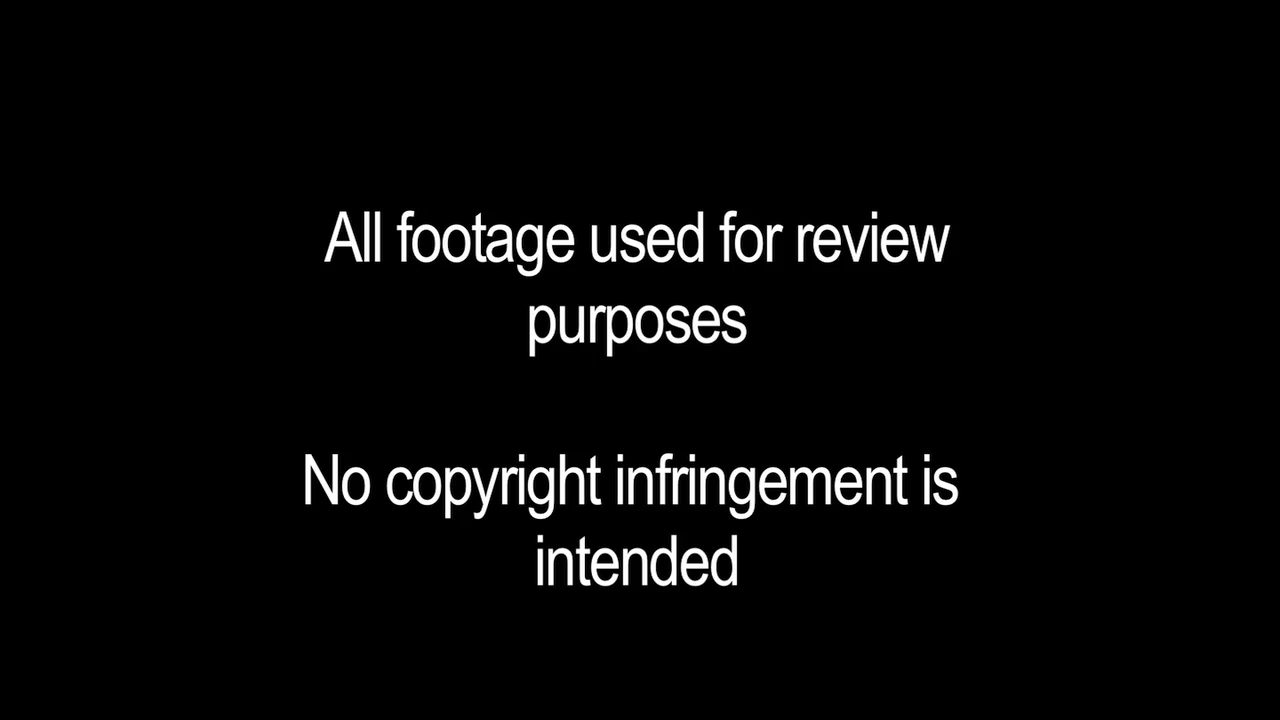 All footage used for review
purposes
No copyright infringement is
intended